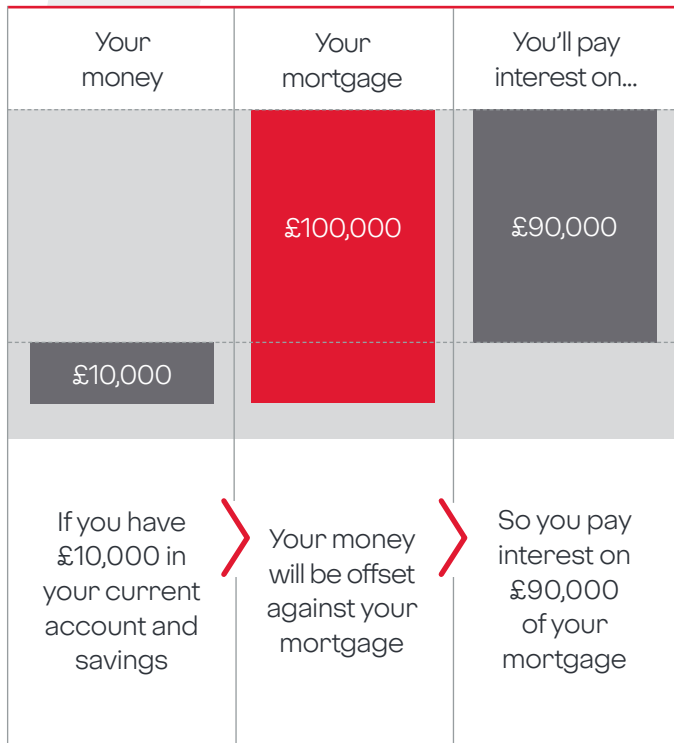 Your
money
Your
mortgage
You'll pay
interest on...
£10,000
£100,000
£90,000
If you have
£10,000 in
your current
account and
savings
Your money
will be offset
against your
mortgage
So you pay
interest on
£90,000
of your
mortgage